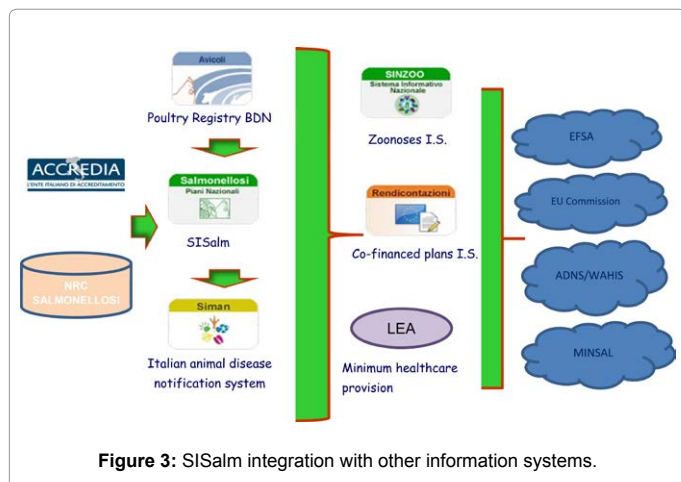 Avicoli
Poultry Registry BDN
ACCREDIA
L'ENTE ITALIANO DI ACCREDITAMENTO
NRC
SALMONELLOSI
Salmonellosi
Piani Nazionali
SISalm
Siman
Italian animal disease
notification system
SINZOO
Sistema Informativo
Nazionale
Zoonoses I.S.
Rendicontazioni
Co-financed plans I.S.
LEA
Minimum healthcare
provision
EFSA
EU Commission
ADNS/WAHIS
MINSAL
Figure 3: SISalm integration with other information systems.